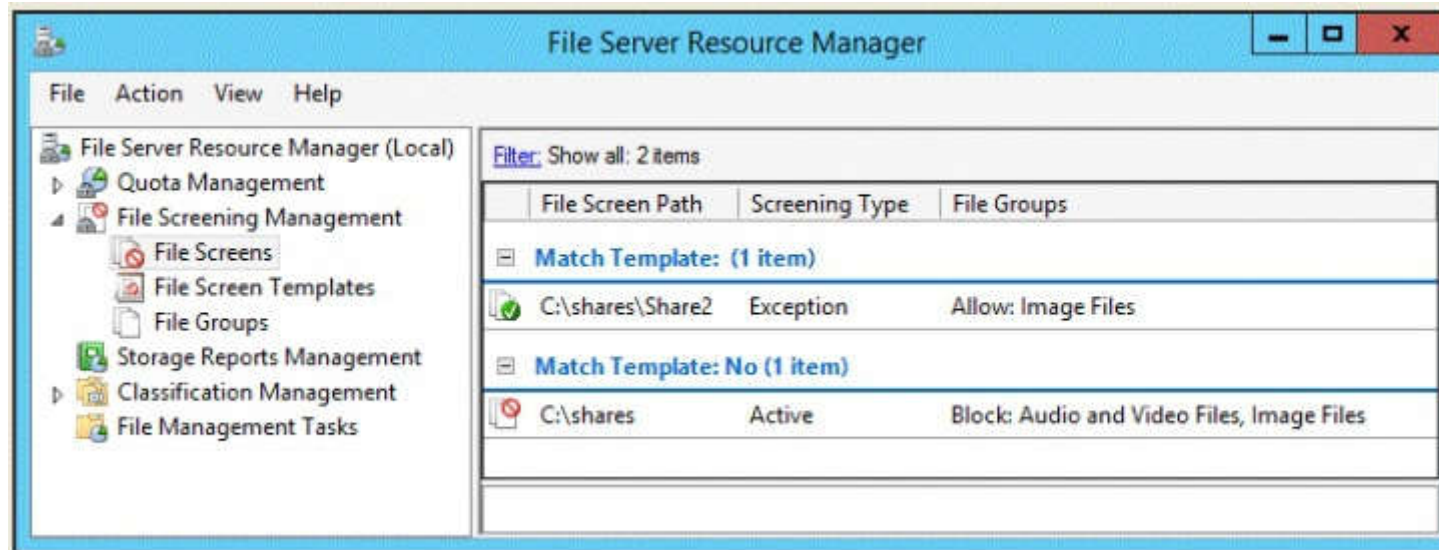 File Server Resource Manager
File Action View Help
File Server Resource Manager (Local)
Quota Management
File Screening Management
File Screens
File Screen Templates
File Groups
Storage Reports Management
Classification Management
File Management Tasks
Filter: Show all: 2 items
File Screen Path Screening Type File Groups
Match Template: (1 item)
C:\shares\Share2 Exception Allow: Image Files
Match Template: No (1 item)
C:\shares Active Block: Audio and Video Files, Image Files